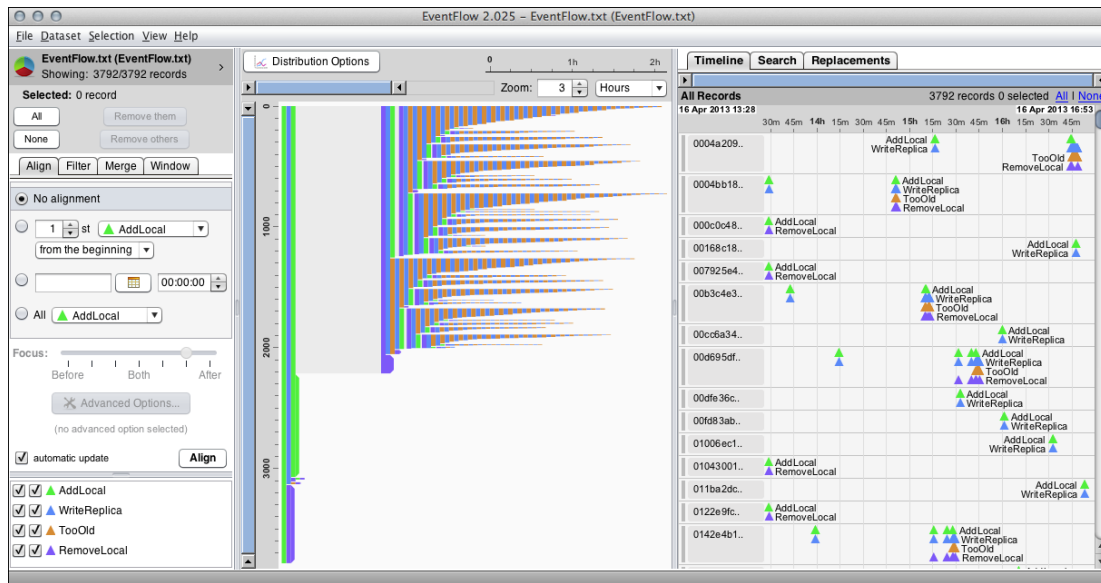 EventFlow 2.025 – EventFlow.txt (EventFlow.txt)
File Dataset Selection View Help
EventFlow.txt (EventFlow.txt)
Showing: 3792/3792 records
>
Selected: 0 record
All
Remove them
None
Remove others
Align
Filter
Merge
Window
No alignment
1
st
AddLocal
from the beginning
00:00:00
All
AddLocal
Focus:
Before
Both
After
Advanced Options...
(no advanced option selected)
automatic update
Align
AddLocal
WriteReplica
TooOld
RemoveLocal
Distribution Options
0
1h
2h
Zoom:
3
Hours
0
1000
2000
3000
Timeline
Search
Replacements
All Records
3792 records 0 selected All | None
16 Apr 2013 13:28
16 Apr 2013 16:53
30m 45m 14h 15m 30m 45m 15h 15m 30m 45m 16h 15m 30m 45m
0004a209..
AddLocal
WriteReplica
TooOld
RemoveLocal
0004bb18..
AddLocal
WriteReplica
TooOld
RemoveLocal
000c0c48..
AddLocal
RemoveLocal
00168c18..
AddLocal
WriteReplica
007925e4..
AddLocal
RemoveLocal
00b3c4e3..
AddLocal
WriteReplica
TooOld
RemoveLocal
00cc6a34..
AddLocal
WriteReplica
00d695df..
AddLocal
WriteReplica
TooOld
RemoveLocal
00dfe36c..
AddLocal
WriteReplica
00fd83ab..
AddLocal
WriteReplica
01006ec1..
AddLocal
WriteReplica
01043001..
AddLocal
RemoveLocal
011ba2dc..
AddLocal
WriteReplica
0122e9fc..
AddLocal
RemoveLocal
0142e4b1..
AddLocal
WriteReplica
TooOld
RemoveLocal